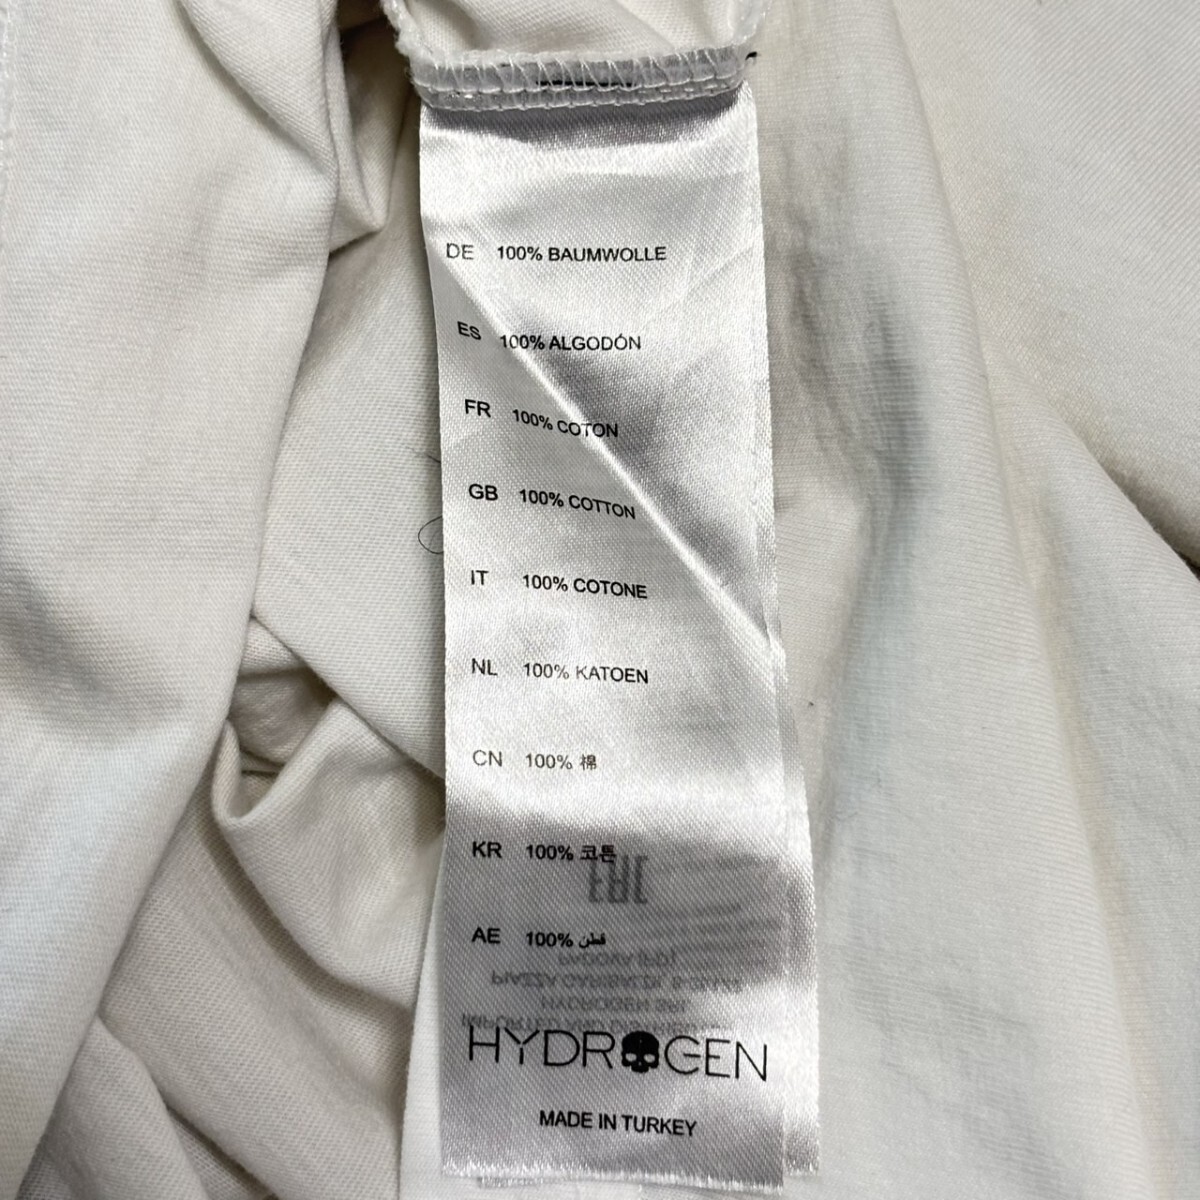 DE 100% BAUMWOLLE
ES 100% ALGODÓN
FR 100% COTON
GB 100% COTTON
IT 100% COTONE
NL 100% KATOEN
CN 100% 棉
KR 100% 코튼
AE 100% قطن
HYDROGEN
MADE IN TURKEY